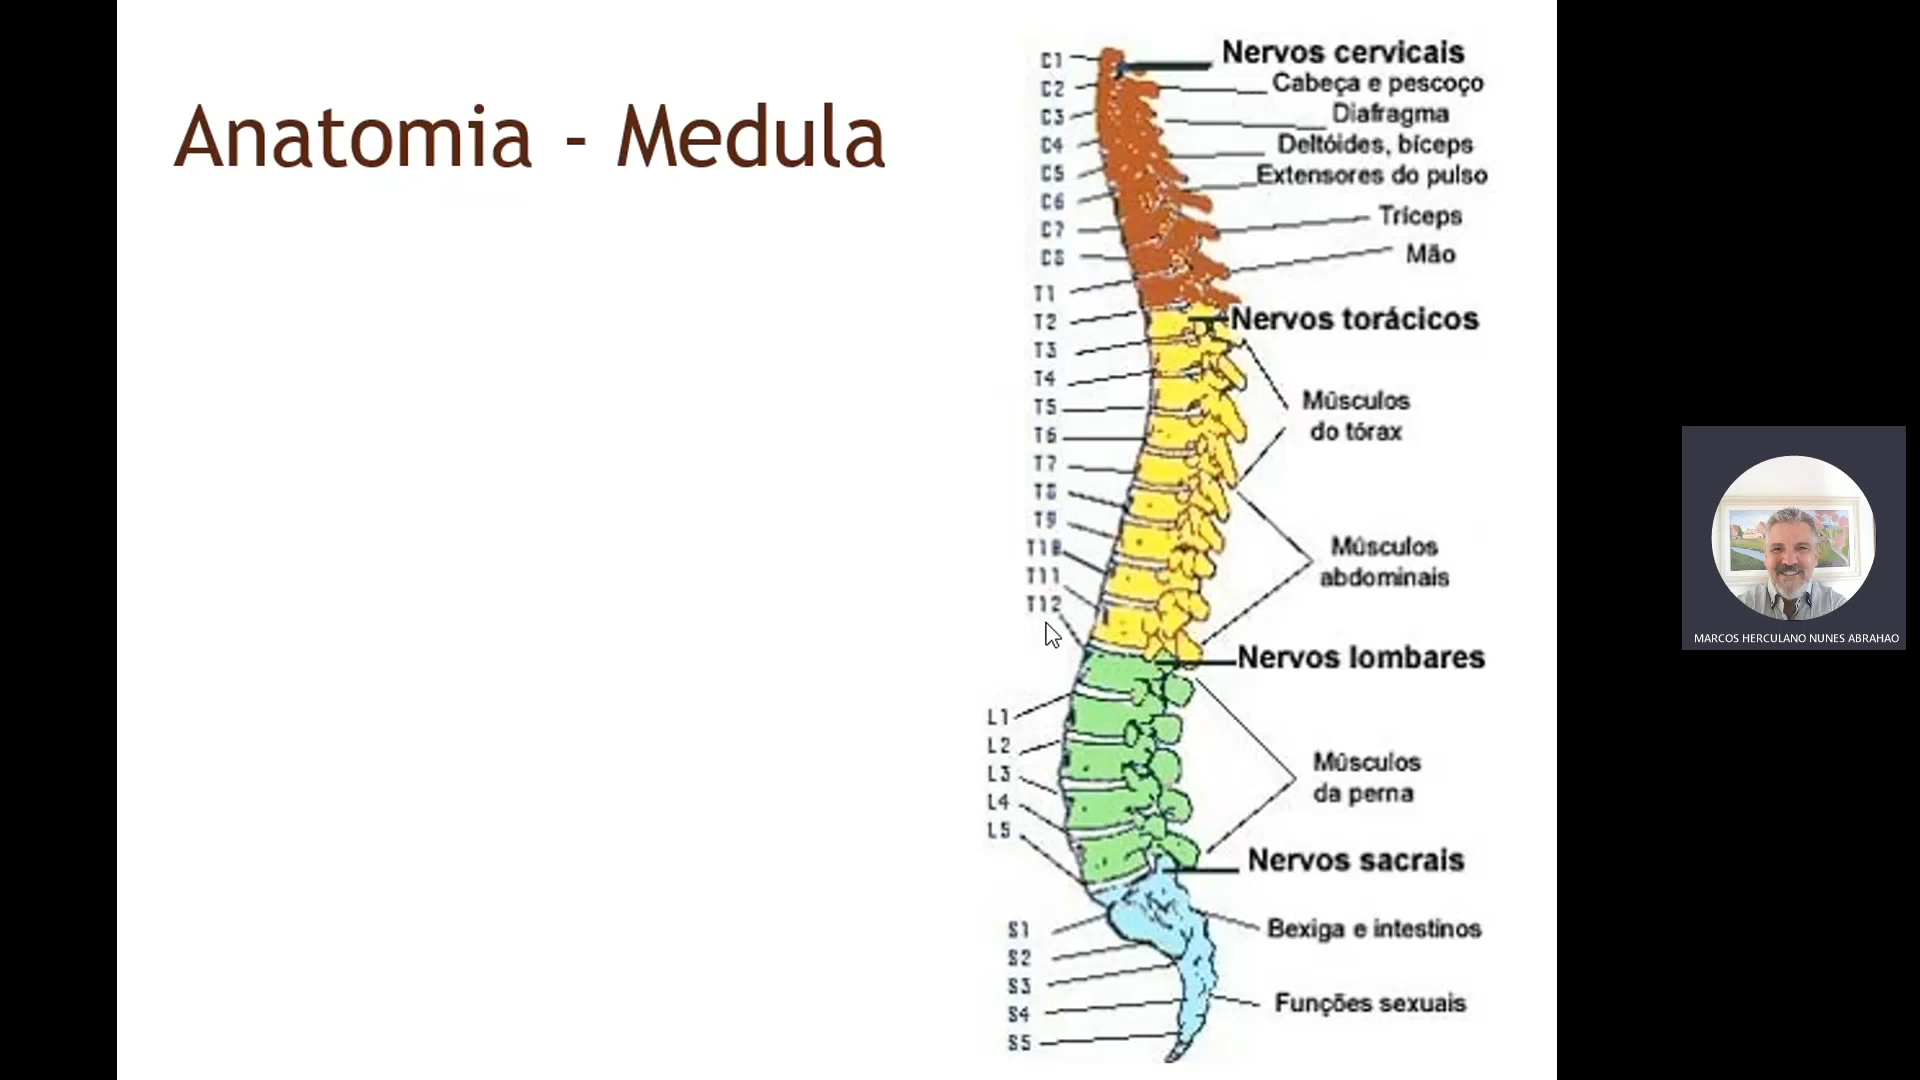 Anatomia - Medula
C1
C2
C3
C4
C5
C6
C7
C8
T1
T2
T3
T4
T5
T6
T7
T8
T9
T10
T11
T12
L1
L2
L3
L4
L5
S1
S2
S3
S4
S5
Nervos cervicais
Cabeça e pescoço
Diafragma
Deltóides, bíceps
Extensores do pulso
Tríceps
Mão
Nervos torácicos
Músculos
do tórax
Músculos
abdominais
Nervos lombares
Músculos
da perna
Nervos sacrais
Bexiga e intestinos
Funções sexuais
MARCOS HERCULANO NUNES ABRAHAO